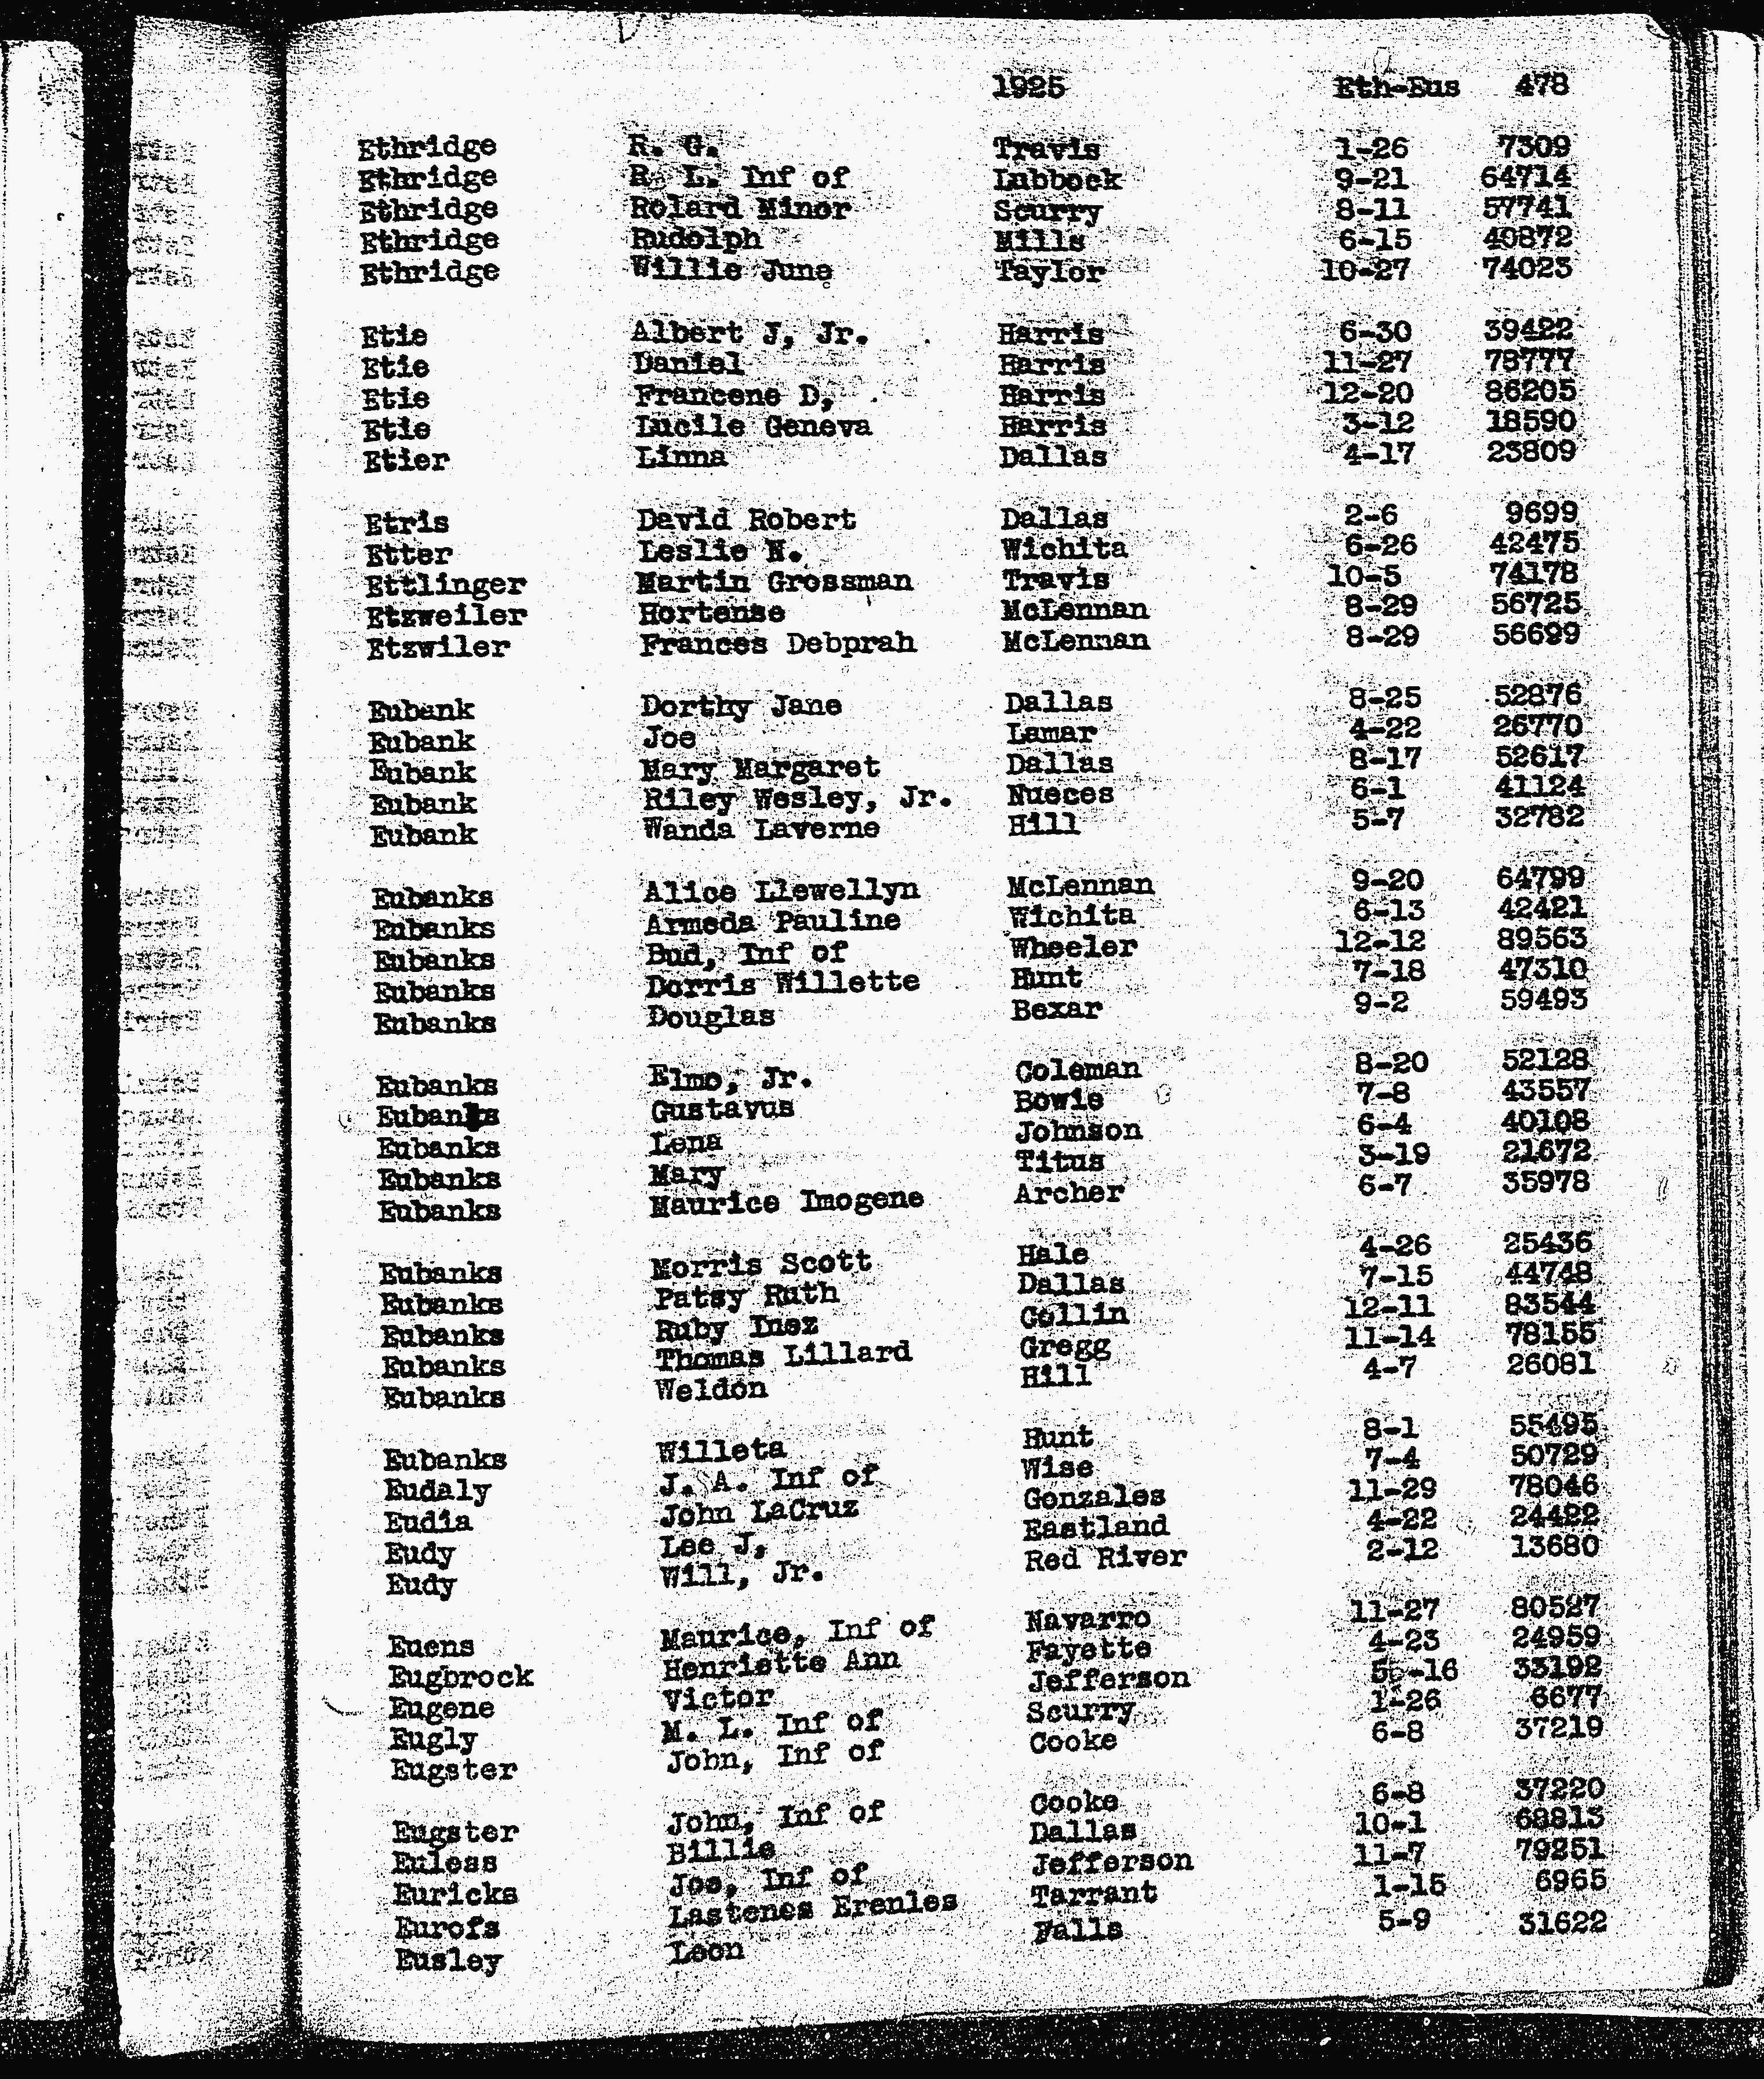 1925 Eth-Eus 478
Ethridge R. G. Travis 1-26 7309
Ethridge R. L. Inf of Lubbock 9-21 64714
Ethridge Rolard Minor Scurry 8-11 57741
Ethridge Rudolph Mills 6-15 40872
Ethridge Willie June Taylor 10-27 74023
Etie Albert J, Jr. Harris 6-30 39422
Etie Daniel Harris 11-27 78777
Etie Francene D, Harris 12-20 86205
Etie Lucile Geneva Harris 3-12 18590
Etier Linna Dallas 4-17 23809
Etris David Robert Dallas 2-6 9699
Etter Leslie N. Wichita 6-26 42475
Ettlinger Martin Grossman Travis 10-5 74178
Etzweiler Hortense McLennan 8-29 56725
Etzwiler Frances Debprah McLennan 8-29 56699
Eubank Dorthy Jane Dallas 8-25 52876
Eubank Joe Lamar 4-22 26770
Eubank Mary Margaret Dallas 8-17 52617
Eubank Riley Wesley, Jr. Nueces 6-1 41124
Eubank Wanda Laverne Hill 5-7 32782
Eubanks Alice Llewellyn McLennan 9-20 64799
Eubanks Armeda Pauline Wichita 6-13 42421
Eubanks Bud, Inf of Wheeler 12-12 89563
Eubanks Dorris Willette Hunt 7-18 47310
Eubanks Douglas Bexar 9-2 59493
Eubanks Elmo, Jr. Coleman 8-20 52128
Eubanks Gustavus Bowie 7-8 43557
Eubanks Lena Johnson 6-4 40108
Eubanks Mary Titus 3-19 21672
Eubanks Maurice Imogene Archer 6-7 35978
Eubanks Morris Scott Hale 4-26 25436
Eubanks Patsy Ruth Dallas 7-15 44748
Eubanks Ruby Inez Collin 12-11 83544
Eubanks Thomas Lillard Gregg 11-14 78155
Eubanks Weldon Hill 4-7 26081
Eubanks Willeta Hunt 8-1 55495
Eudaly J. A. Inf of Wise 7-4 50729
Eudia John LaCruz Gonzales 11-29 78046
Eudy Lee J, Eastland 4-22 24422
Eudy Will, Jr. Red River 2-12 13680
Euens Maurice, Inf of Navarro 11-27 80527
Eugbrock Henriette Ann Fayette 4-23 24959
Eugene Victor Jefferson 33192
Eugly M. L. Inf of Scurry 1-26 6677
Eugster John, Inf of Cooke 6-8 37219
Eugster John, Inf of Cooke 6-8 37220
Euless Billie Dallas 10-1 68813
Euricks Joe, Inf of Jefferson 11-7 79251
Eurofs Lastenes Erenles Tarrant 1-15 6965
Eusley Leon Falls 5-9 31622